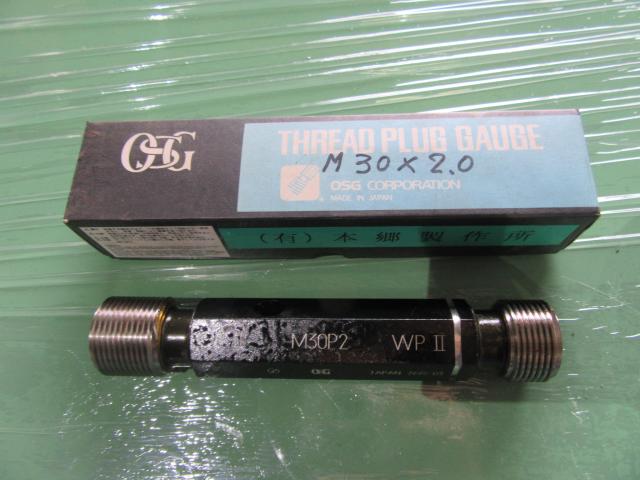 OSG
THREAD PLUG GAUGE
M 30 x 2.0
OSG CORPORATION
MADE IN JAPAN
(有) 本郷製作所
M30P2 WP II
OSG JAPAN